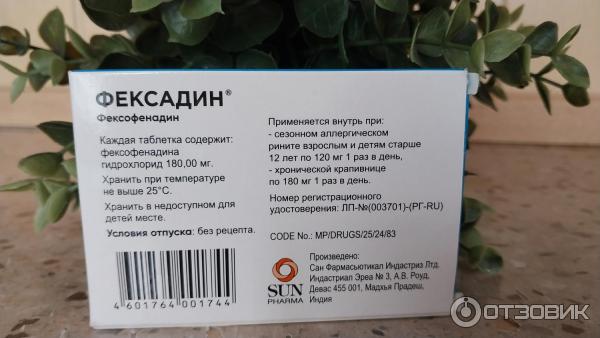 ФЕКСАДИН®
Фексофенадин
Каждая таблетка содержит:
фексофенадина
гидрохлорид 180,00 мг.
Хранить при температуре
не выше 25°С.
Хранить в недоступном для
детей месте.
Условия отпуска: без рецепта.
4 601764 001744
Применяется внутрь при:
- сезонном аллергическом
рините взрослым и детям старше
12 лет по 120 мг 1 раз в день,
- хронической крапивнице
по 180 мг 1 раз в день.
Номер регистрационного
удостоверения: ЛП-№(003701)-(РГ-RU)
CODE No.: MP/DRUGS/25/24/83
SUN
PHARMA
Произведено:
Сан Фармасьютикал Индастриз Лтд.
Индастриал Эреа № 3, А.В. Роуд,
Девас 455 001, Мадхья Прадеш,
Индия
ОТЗОВИК